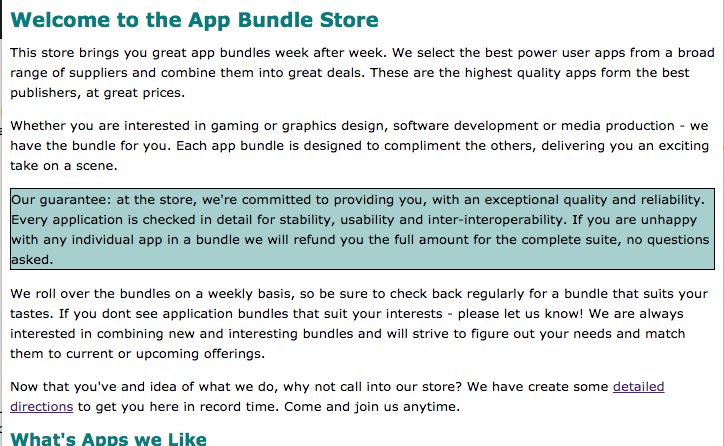 Welcome to the App Bundle Store
This store brings you great app bundles week after week. We select the best power user apps from a broad
range of suppliers and combine them into great deals. These are the highest quality apps form the best
publishers, at great prices.
Whether you are interested in gaming or graphics design, software development or media production - we
have the bundle for you. Each app bundle is designed to compliment the others, delivering you an exciting
take on a scene.
Our guarantee: at the store, we're committed to providing you, with an exceptional quality and reliability.
Every application is checked in detail for stability, usability and inter-interoperability. If you are unhappy
with any individual app in a bundle we will refund you the full amount for the complete suite, no questions
asked.
We roll over the bundles on a weekly basis, so be sure to check back regularly for a bundle that suits your
tastes. If you dont see application bundles that suit your interests - please let us know! We are always
interested in combining new and interesting bundles and will strive to figure out your needs and match
them to current or upcoming offerings.
Now that you've and idea of what we do, why not call into our store? We have create some detailed
directions to get you here in record time. Come and join us anytime.
What's Apps we Like